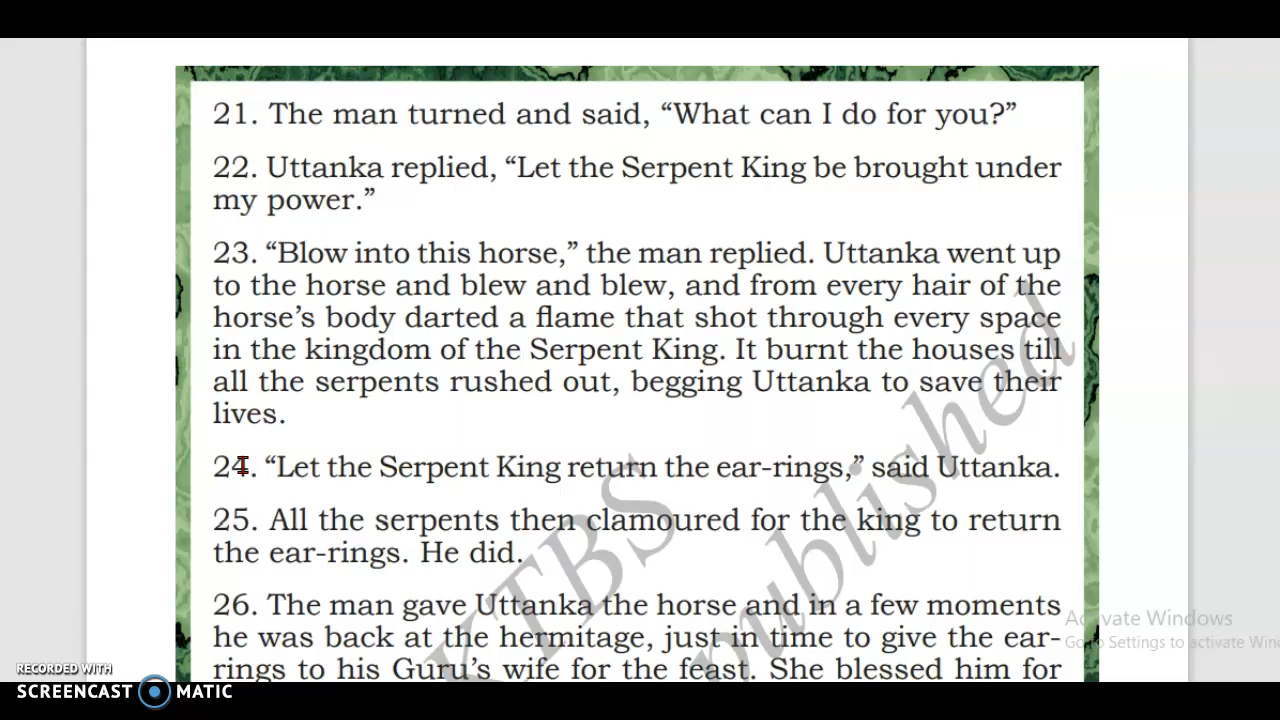 21. The man turned and said, “What can I do for you?”
22. Uttanka replied, “Let the Serpent King be brought under
my power.”
23. “Blow into this horse,” the man replied. Uttanka went up
to the horse and blew and blew, and from every hair of the
horse’s body darted a flame that shot through every space
in the kingdom of the Serpent King. It burnt the houses till
all the serpents rushed out, begging Uttanka to save their
lives.
24. “Let the Serpent King return the ear-rings,” said Uttanka.
25. All the serpents then clamoured for the king to return
the ear-rings. He did.
26. The man gave Uttanka the horse and in a few moments
he was back at the hermitage, just in time to give the ear-
rings to his Guru’s wife for the feast. She blessed him for
KTBS
published
Activate Windows
Go to Settings to activate Win
RECORDED WITH
SCREENCAST MATIC